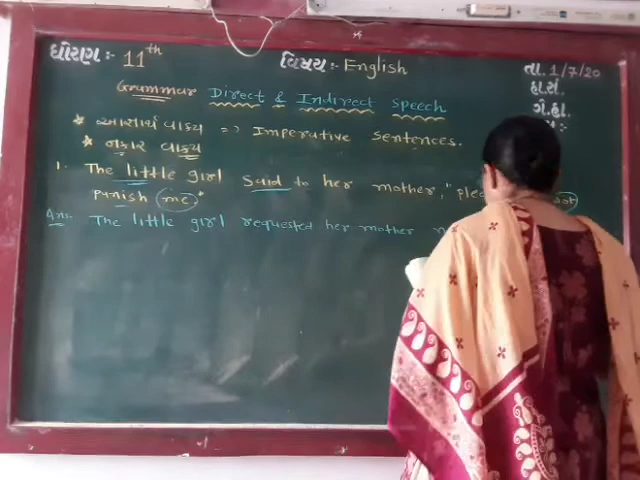 ધોરણ :- 11th વિષય :- English તા. 1/7/20
હા.સં.
ગે.હા.
Grammar Direct & Indirect Speech
* આજ્ઞાર્થ વાક્ય => Imperative Sentences.
* નકાર વાક્ય
1. The little girl said to her mother, "
punish me"
Ans. The little girl requested her mother